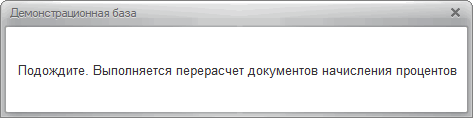 Демонстрационная база
Подождите. Выполняется перерасчет документов начисления процентов